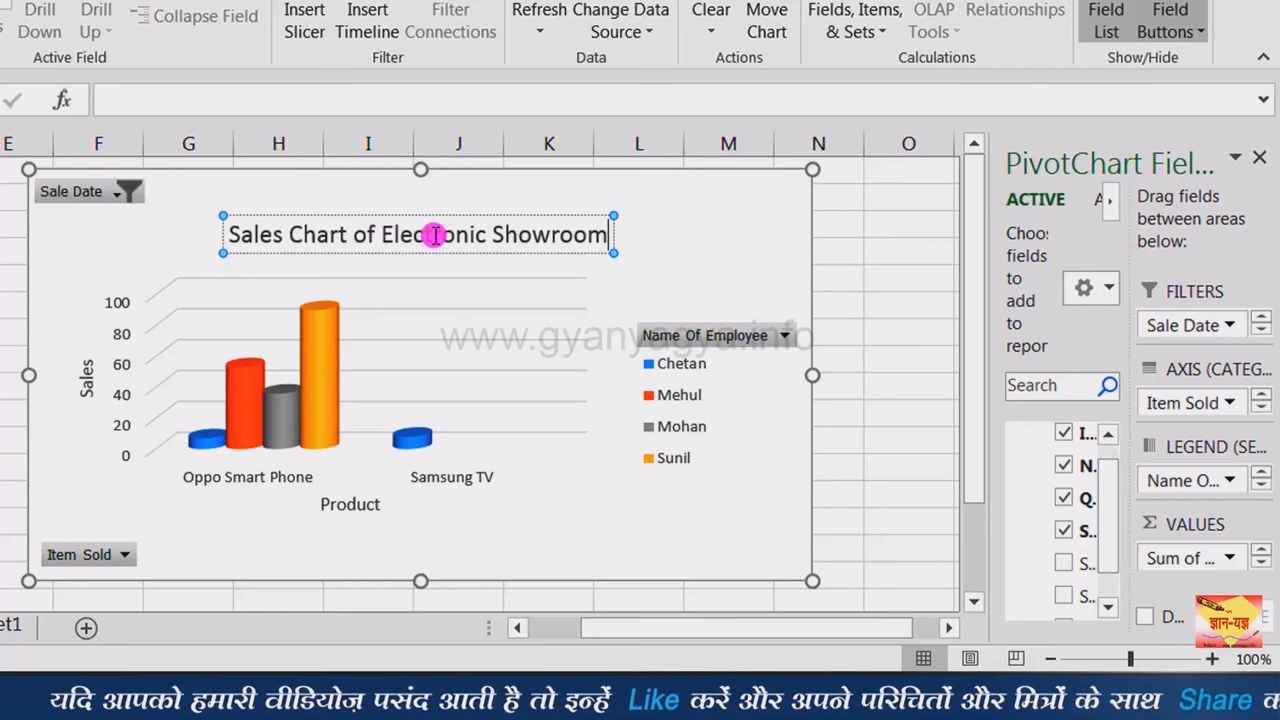 Drill Down
Drill Up
Collapse Field
Active Field
Insert Slicer
Insert Timeline
Filter Connections
Filter
Refresh
Change Data Source
Data
Clear
Move Chart
Actions
Fields, Items, & Sets
OLAP Tools
Relationships
Calculations
Field List
Field Buttons
Show/Hide
fx
E F G H I J K L M N O
Sale Date
Sales Chart of Electronic Showroom
100
80
60
40
20
0
Sales
Oppo Smart Phone
Samsung TV
Product
Item Sold
Name Of Employee
Chetan
Mehul
Mohan
Sunil
www.gyanyagya.info
PivotChart Fiel...
ACTIVE
Choo
fields
to
add
to
repor
Search
I...
N.
Q.
S..
S...
S...
Drag fields
between areas
below:
FILTERS
Sale Date
AXIS (CATEG...
Item Sold
LEGEND (SE...
Name O...
VALUES
Sum of ...
D...
ज्ञान-यज्ञ
et1
100%
यदि आपको हमारी वीडियोज़ पसंद आती है तो इन्हें Like करें और अपने परिचितों और मित्रों के साथ Share क